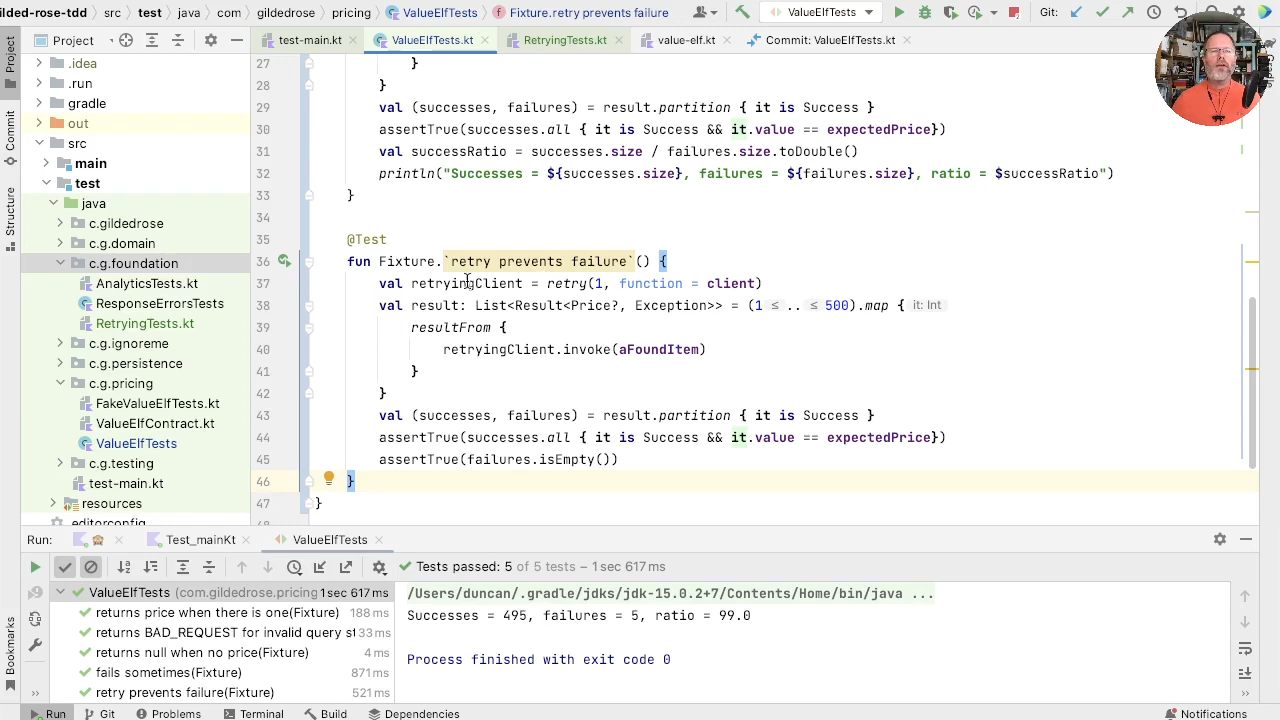 ilded-rose-tdd src test java com gildedrose pricing ValueElfTests Fixture.retry prevents failure ValueElfTests Git:
Project test-main.kt ValueElfTests.kt RetryingTests.kt value-elf.kt Commit: ValueElfTests.kt
Project
Commit
Structure
Bookmarks
.idea
.run
gradle
out
src
main
test
java
c.g.gildedrose
c.g.domain
c.g.foundation
AnalyticsTests.kt
ResponseErrorsTests
RetryingTests.kt
c.g.ignoreme
c.g.persistence
c.g.pricing
FakeValueElfTests.kt
ValueElfContract.kt
ValueElfTests
c.g.testing
test-main.kt
resources
.editorconfig
27 }
28 }
29 val (successes, failures) = result.partition { it is Success }
30 assertTrue(successes.all { it is Success && it.value == expectedPrice})
31 val successRatio = successes.size / failures.size.toDouble()
32 println("Successes = ${successes.size}, failures = ${failures.size}, ratio = $successRatio")
33 }
34
35 @Test
36 fun Fixture.`retry prevents failure`() {
37 val retryingClient = retry(1, function = client)
38 val result: List<Result<Price?, Exception>> = (1 ≤ .. ≤ 500).map { it: Int
39 resultFrom {
40 retryingClient.invoke(aFoundItem)
41 }
42 }
43 val (successes, failures) = result.partition { it is Success }
44 assertTrue(successes.all { it is Success && it.value == expectedPrice})
45 assertTrue(failures.isEmpty())
46 }
47 }
Run: Test_mainKt ValueElfTests
Tests passed: 5 of 5 tests – 1 sec 617 ms
ValueElfTests (com.gildedrose.pricing 1 sec 617 ms
returns price when there is one(Fixture) 188 ms
returns BAD_REQUEST for invalid query st 33 ms
returns null when no price(Fixture) 4 ms
fails sometimes(Fixture) 871 ms
retry prevents failure(Fixture) 521 ms
/Users/duncan/.gradle/jdks/jdk-15.0.2+7/Contents/Home/bin/java ...
Successes = 495, failures = 5, ratio = 99.0
Process finished with exit code 0
Run Git Problems Terminal Build Dependencies Notifications